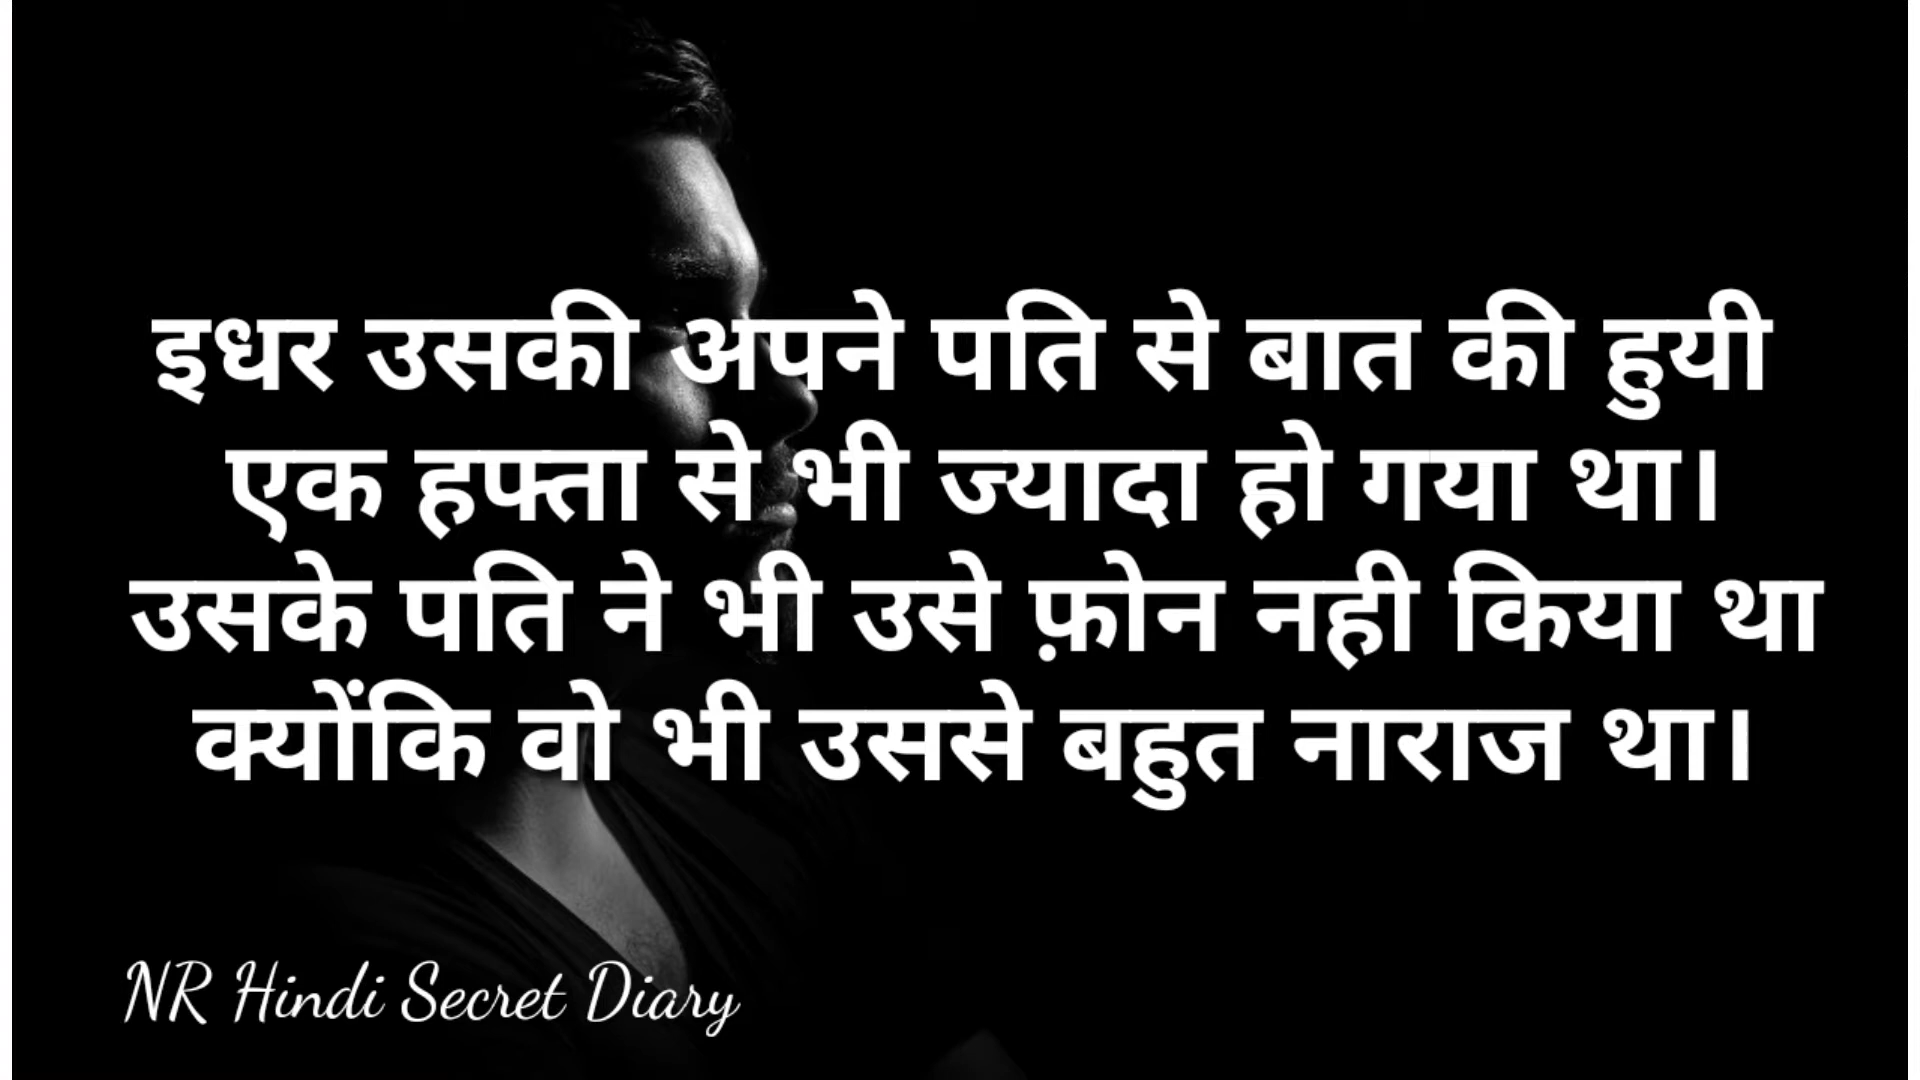 इधर उसकी अपने पति से बात की हुयी
एक हफ्ता से भी ज्यादा हो गया था।
उसके पति ने भी उसे फ़ोन नही किया था
क्योंकि वो भी उससे बहुत नाराज था।
NR Hindi Secret Diary